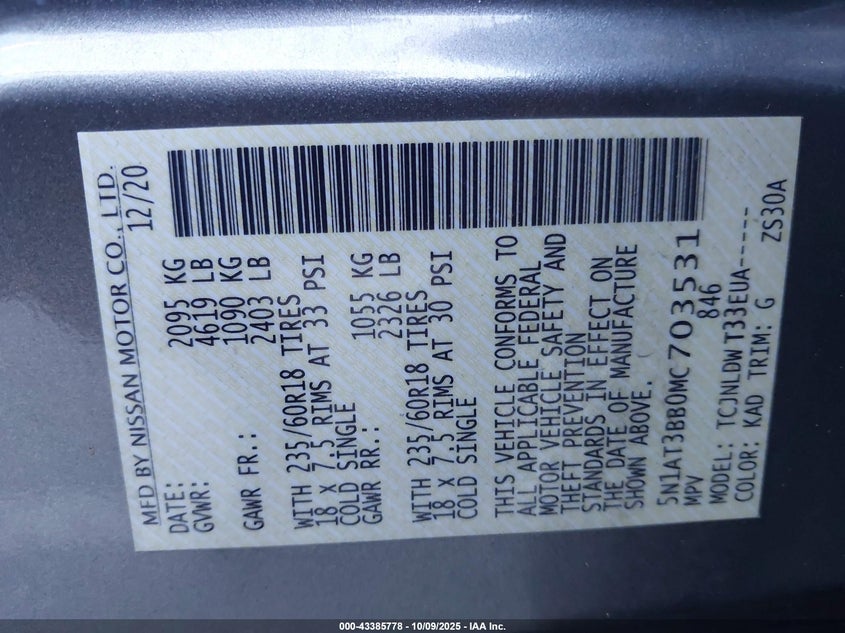 MFD BY NISSAN MOTOR CO., LTD.
DATE: 12/20
GVWR: 2095 KG
4619 LB
GAWR FR.: 1090 KG
2403 LB
WITH 235/60R18 TIRES
18 X 7.5 RIMS AT 33 PSI
COLD SINGLE
GAWR RR.: 1055 KG
2326 LB
WITH 235/60R18 TIRES
18 X 7.5 RIMS AT 30 PSI
COLD SINGLE
THIS VEHICLE CONFORMS TO
ALL APPLICABLE FEDERAL
MOTOR VEHICLE SAFETY AND
THEFT PREVENTION
STANDARDS IN EFFECT ON
THE DATE OF MANUFACTURE
SHOWN ABOVE.
5N1AT3BB0MC703531
MPV 846
MODEL: TCJNLDWT33EUA-----
COLOR: KAD TRIM: G ZS30A
000-43385778 - 10/09/2025 - IAA Inc.